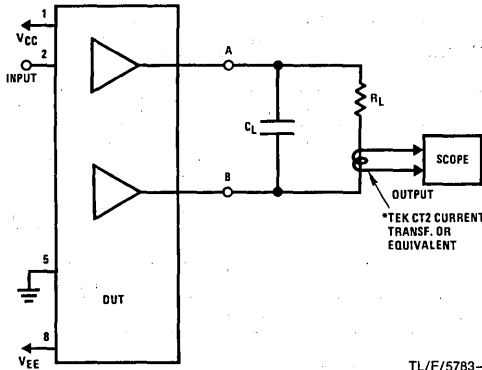 1
VCC
2
INPUT
A
CL
RL
SCOPE
OUTPUT
*TEK CT2 CURRENT
TRANSF. OR
EQUIVALENT
B
5
DUT
8
VEE
TL/F/5783–